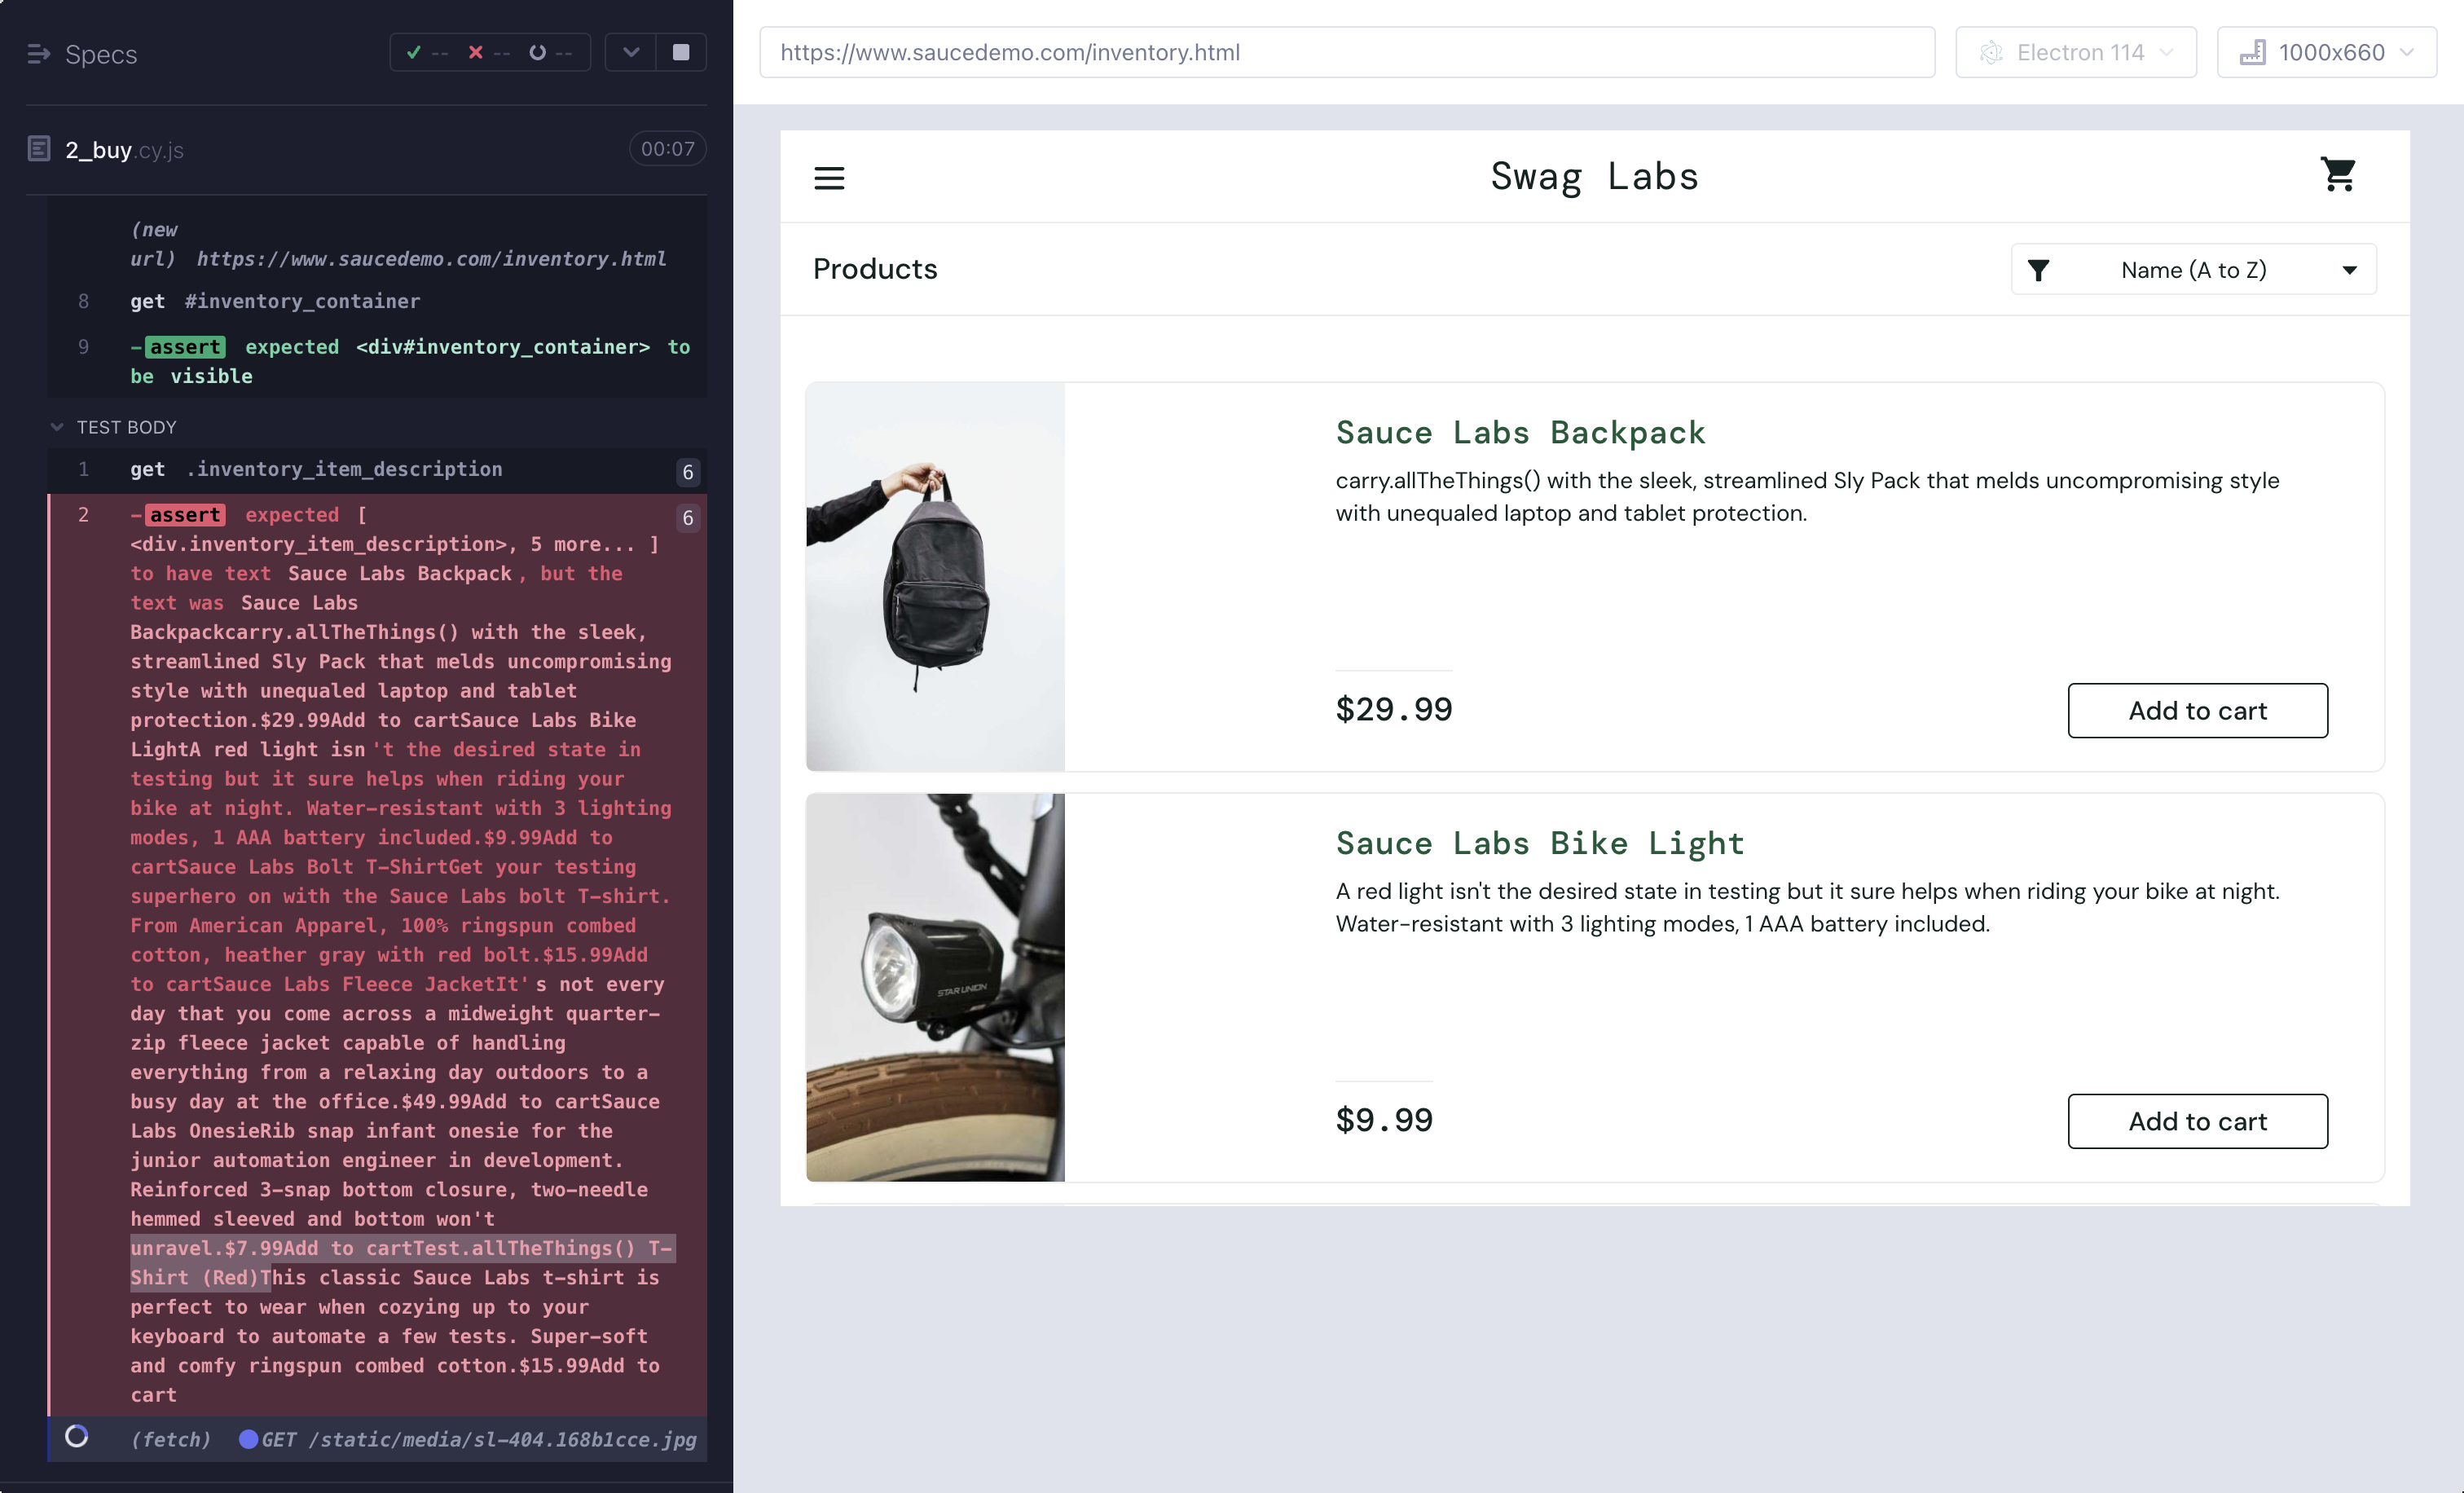 Specs
-- -- --
2_buy.cy.js
00:07
(new
url) https://www.saucedemo.com/inventory.html
8 get #inventory_container
9 -assert expected <div#inventory_container> to
be visible
TEST BODY
1 get .inventory_item_description 6
2 -assert expected [ 6
<div.inventory_item_description>, 5 more... ]
to have text Sauce Labs Backpack, but the
text was Sauce Labs
Backpackcarry.allTheThings() with the sleek,
streamlined Sly Pack that melds uncompromising
style with unequaled laptop and tablet
protection.$29.99Add to cartSauce Labs Bike
LightA red light isn't the desired state in
testing but it sure helps when riding your
bike at night. Water-resistant with 3 lighting
modes, 1 AAA battery included.$9.99Add to
cartSauce Labs Bolt T-ShirtGet your testing
superhero on with the Sauce Labs bolt T-shirt.
From American Apparel, 100% ringspun combed
cotton, heather gray with red bolt.$15.99Add
to cartSauce Labs Fleece JacketIt's not every
day that you come across a midweight quarter-
zip fleece jacket capable of handling
everything from a relaxing day outdoors to a
busy day at the office.$49.99Add to cartSauce
Labs OnesieRib snap infant onesie for the
junior automation engineer in development.
Reinforced 3-snap bottom closure, two-needle
hemmed sleeved and bottom won't
unravel.$7.99Add to cartTest.allTheThings() T-
Shirt (Red)This classic Sauce Labs t-shirt is
perfect to wear when cozying up to your
keyboard to automate a few tests. Super-soft
and comfy ringspun combed cotton.$15.99Add to
cart
(fetch) GET /static/media/sl-404.168b1cce.jpg
https://www.saucedemo.com/inventory.html
Electron 114
1000x660
Swag Labs
Products
Name (A to Z)
Sauce Labs Backpack
carry.allTheThings() with the sleek, streamlined Sly Pack that melds uncompromising style
with unequaled laptop and tablet protection.
$29.99
Add to cart
Sauce Labs Bike Light
A red light isn't the desired state in testing but it sure helps when riding your bike at night.
Water-resistant with 3 lighting modes, 1 AAA battery included.
STAR UNION
$9.99
Add to cart